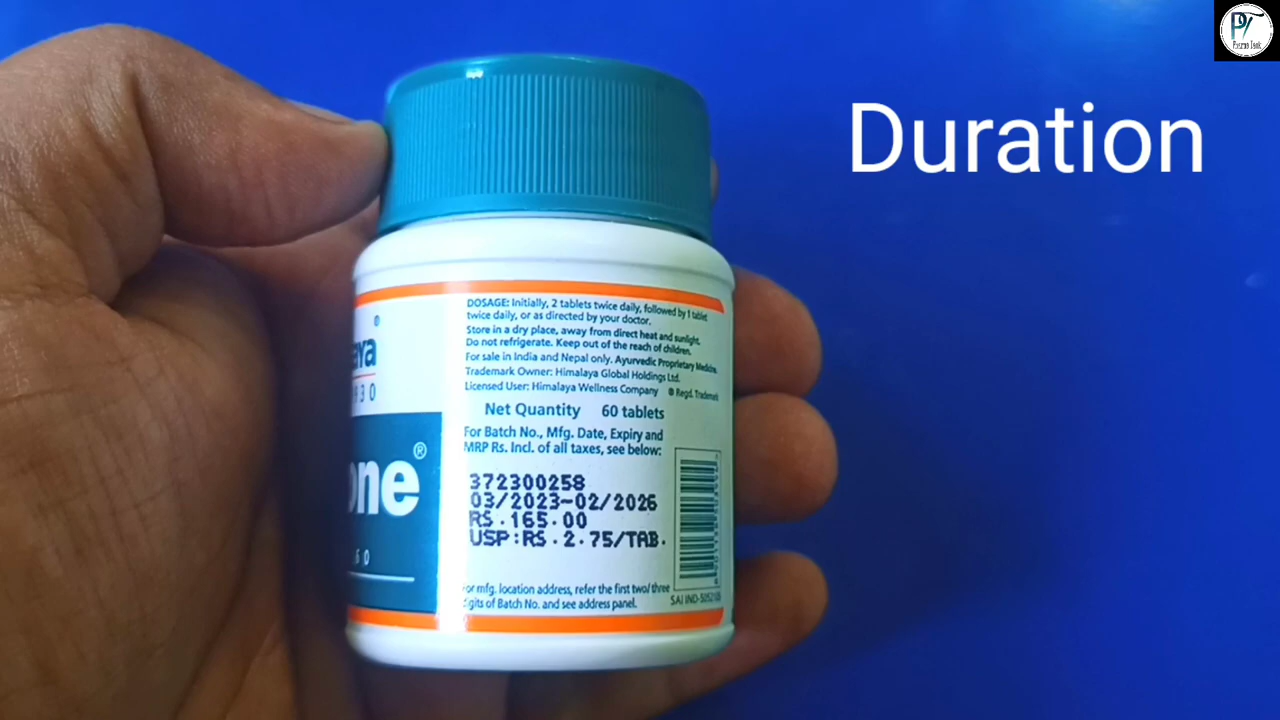 Duration
DOSAGE: Initially, 2 tablets twice daily, followed by 1 tablet
twice daily, or as directed by your doctor.
Store in a dry place, away from direct heat and sunlight.
Do not refrigerate. Keep out of the reach of children.
For sale in India and Nepal only. Ayurvedic Proprietary Medicine.
Trademark Owner: Himalaya Global Holdings Ltd.
Licensed User: Himalaya Wellness Company ® Regd. Trademark
Net Quantity 60 tablets
For Batch No., Mfg. Date, Expiry and
MRP Rs. Incl. of all taxes, see below:
372300258
03/2023-02/2026
RS.165.00
USP:RS.2.75/TAB.
For mfg. location address, refer the first two/three
digits of Batch No. and see address panel.
aya
930
one®
60